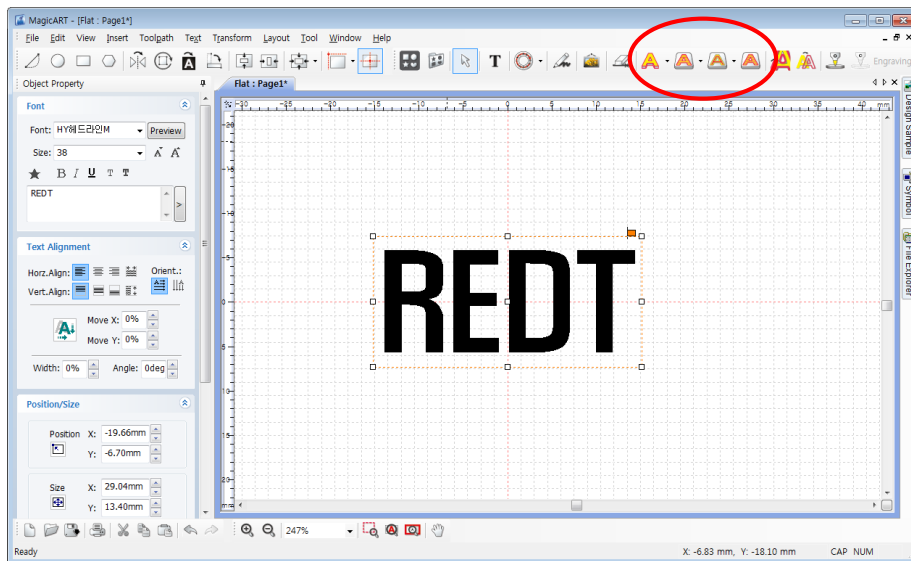 MagicART - [Flat : Page1*]
File Edit View Insert Toolpath Text Transform Layout Tool Window Help
Engraving
Object Property
Flat : Page1*
Font
Font: HY헤드라인M Preview
Size: 38
B I U T T
REDT
>
Text Alignment
Horz.Align: Orient.:
Vert.Align:
Move X: 0%
Move Y: 0%
Width: 0% Angle: 0deg
Position/Size
Position X: -19.66mm
Y: -6.70mm
Size X: 29.04mm
Y: 13.40mm
REDT
Design Sample
Symbol
File Explorer
247%
Ready X: -6.83 mm, Y: -18.10 mm CAP NUM